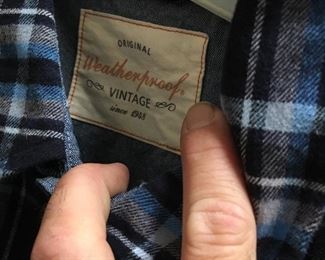 ORIGINAL
Weatherproof
VINTAGE
since 1948